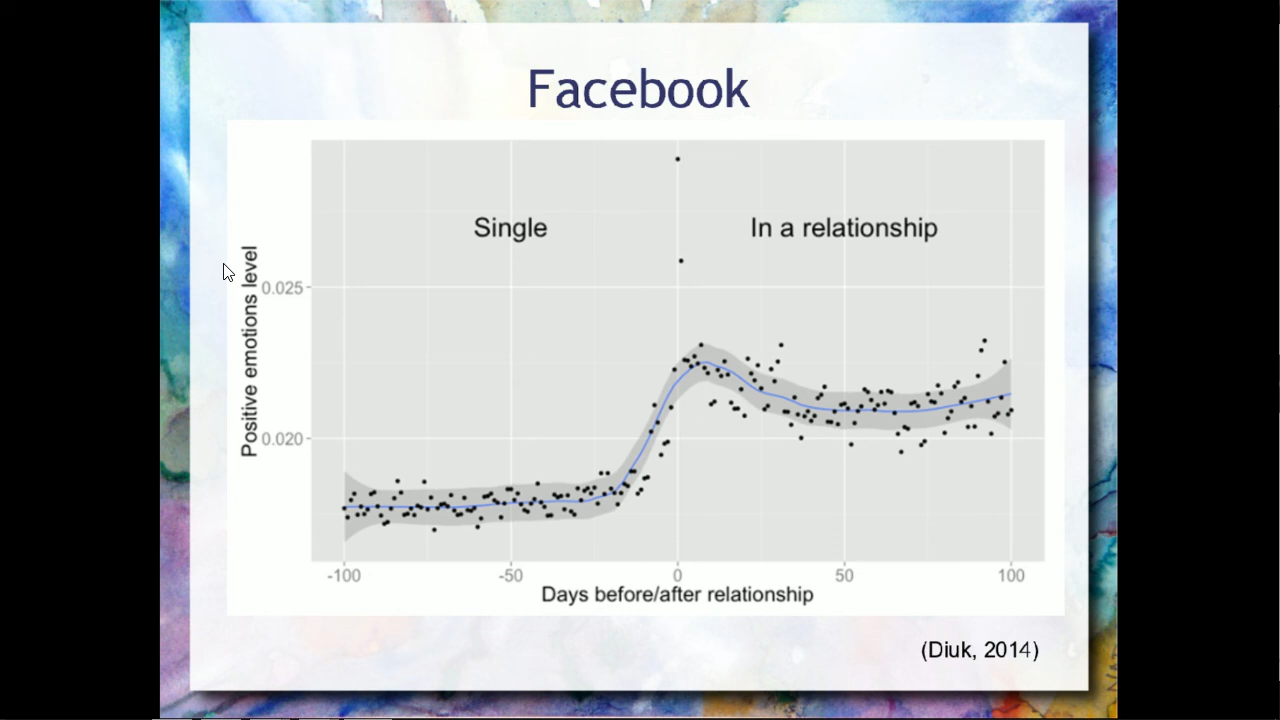 Facebook
Single
In a relationship
Positive emotions level
0.025
0.020
-100
-50
0
50
100
Days before/after relationship
(Diuk, 2014)